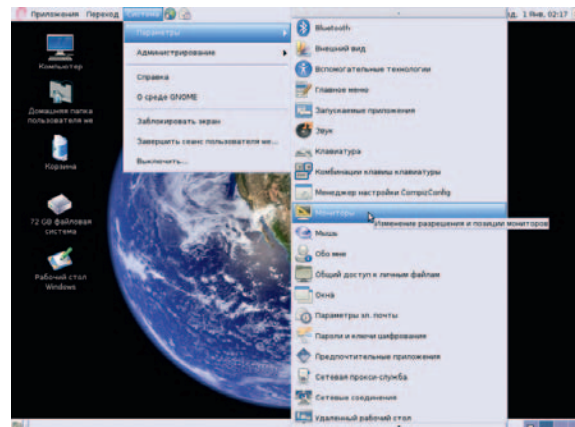 Приложения Переход Система
нд, 1 Янв, 02:17
Компьютер
Домашняя папка
пользователя me
Корзина
72 GB файловая
система
Рабочий стол
Windows
Параметры
Администрирование
Справка
О среде GNOME
Заблокировать экран
Завершить сеанс пользователя me...
Выключить...
Bluetooth
Внешний вид
Вспомогательные технологии
Главное меню
Запускаемые приложения
Звук
Клавиатура
Комбинации клавиш клавиатуры
Менеджер настройки CompizConfig
Мониторы
Изменение разрешения и позиции мониторов
Мышь
Обо мне
Общий доступ к личным файлам
Окна
Параметры эл. почты
Пароли и ключи шифрования
Предпочтительные приложения
Сетевая прокси-служба
Сетевые соединения
Удаленный рабочий стол